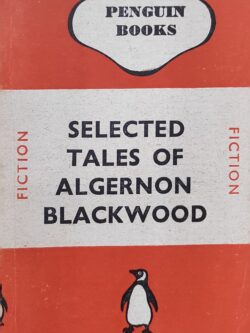 PENGUIN
BOOKS
FICTION
SELECTED
TALES OF
ALGERNON
BLACKWOOD
FICTION